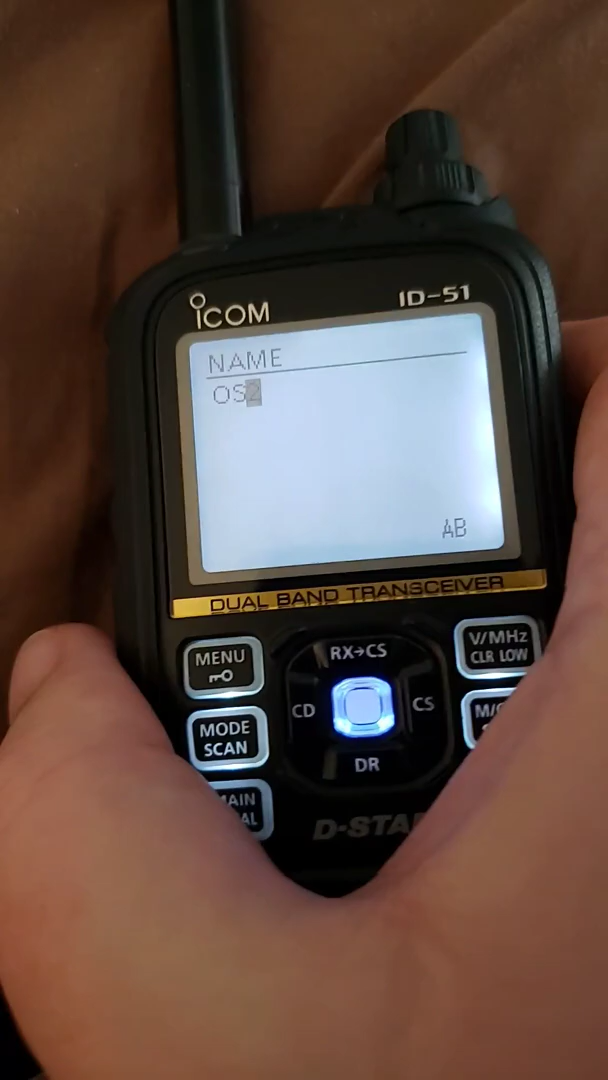 iCOM
ID-51
NAME
OS2
AB
DUAL BAND TRANSCEIVER
MENU
RX→CS
V/MHz
CLR LOW
CD
CS
MODE
SCAN
DR